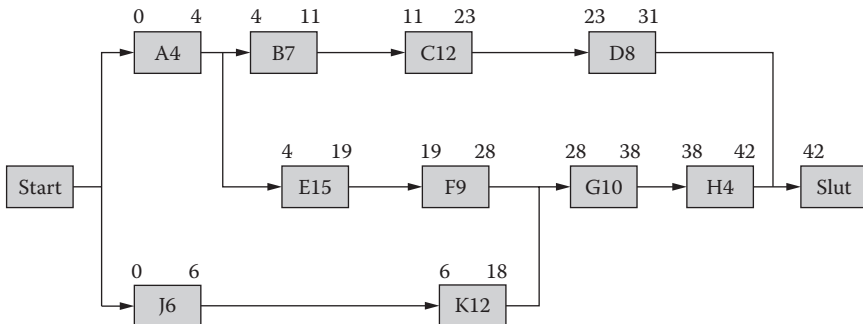 0 4 4 11 11 23 23 31
A4 B7 C12 D8
4 19 19 28 28 38 38 42 42
Start E15 F9 G10 H4 Slut
0 6 6 18
J6 K12